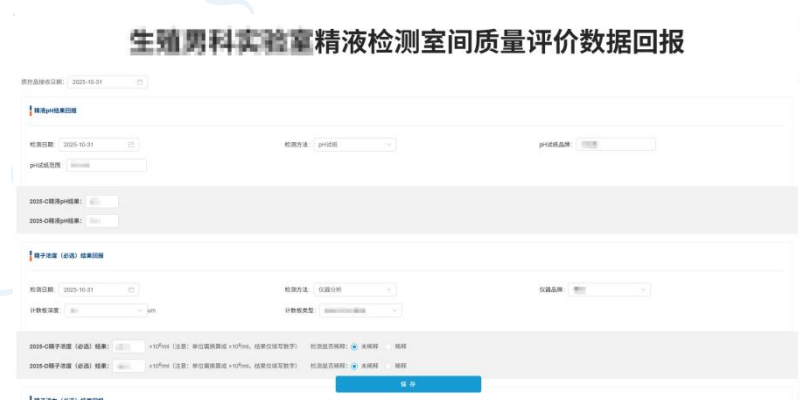 精液检测室间质量评价数据回报
质控品接收日期: 2025-10-31
精液pH结果回报
检测日期: 2025-10-31 检测方法: pH试纸 pH试纸品牌:
pH试纸范围:
2025-C精液pH结果:
2025-D精液pH结果:
精子浓度（必选）结果回报
检测日期: 2025-10-31 检测方法: 仪器分析 仪器品牌:
计数板深度: um 计数板类型:
2025-C精子浓度（必选）结果: ×10⁶/ml（注意：单位需换算成 ×10⁶/ml，结果仅填写数字） 检测是否稀释: 未稀释 稀释
2025-D精子浓度（必选）结果: ×10⁶/ml（注意：单位需换算成 ×10⁶/ml，结果仅填写数字） 检测是否稀释: 未稀释 稀释
保 存